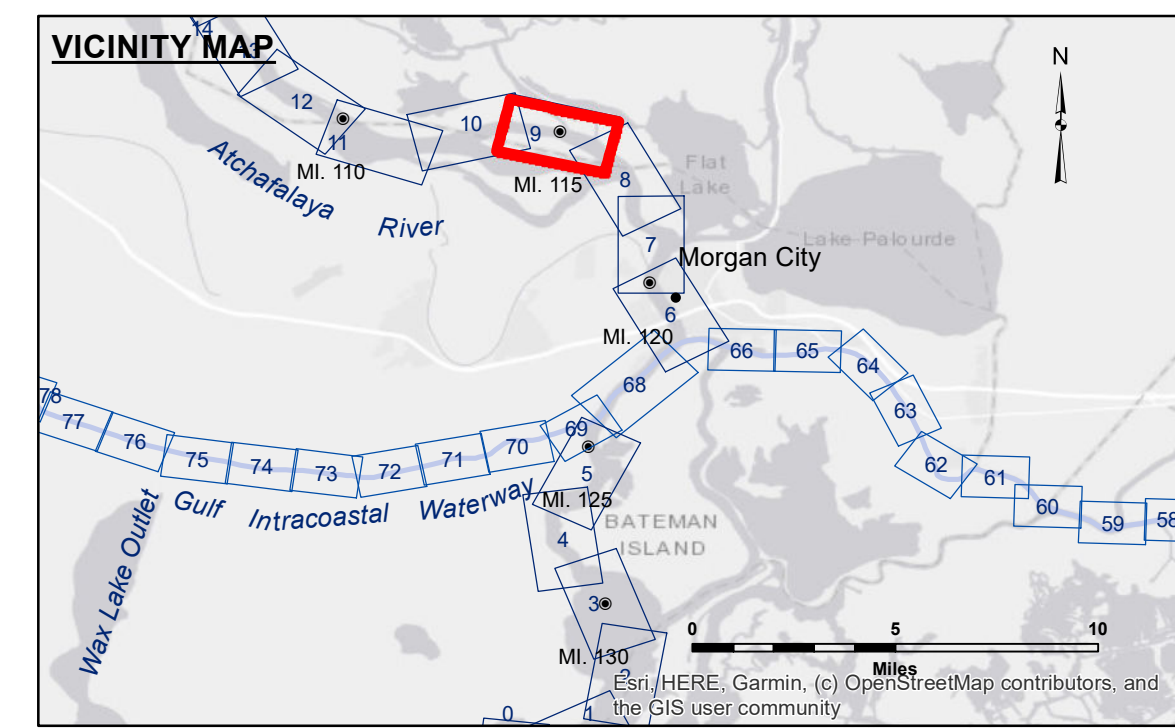 VICINITY MAP
14
13
N
12
10
9
11
MI. 110
MI. 115
8
Flat
Lake
Atchafalaya
River
7
Lake Palourde
Morgan City
6
MI. 120
66
65
64
68
63
78
77
76
75
74
73
72
71
70
69
5
62
61
60
59
58
MI. 125
Gulf
Intracoastal
Waterway
Wax Lake Outlet
4
BATEMAN
ISLAND
3
0
5
10
Miles
MI. 130
2
Esri, HERE, Garmin, (c) OpenStreetMap contributors, and
the GIS user community
0
1